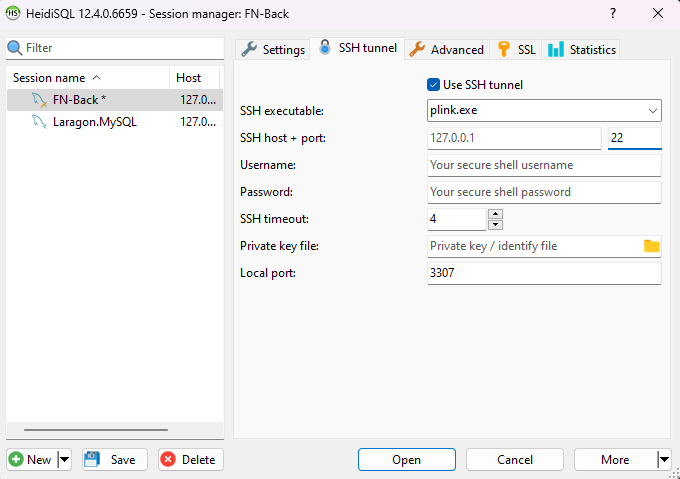 HS HeidiSQL 12.4.0.6659 - Session manager: FN-Back ?
Filter
Settings SSH tunnel Advanced SSL Statistics
Session name Host
FN-Back * 127.0...
Laragon.MySQL 127.0...
Use SSH tunnel
SSH executable: plink.exe
SSH host + port: 127.0.0.1 22
Username: Your secure shell username
Password: Your secure shell password
SSH timeout: 4
Private key file: Private key / identify file
Local port: 3307
New Save Delete Open Cancel More